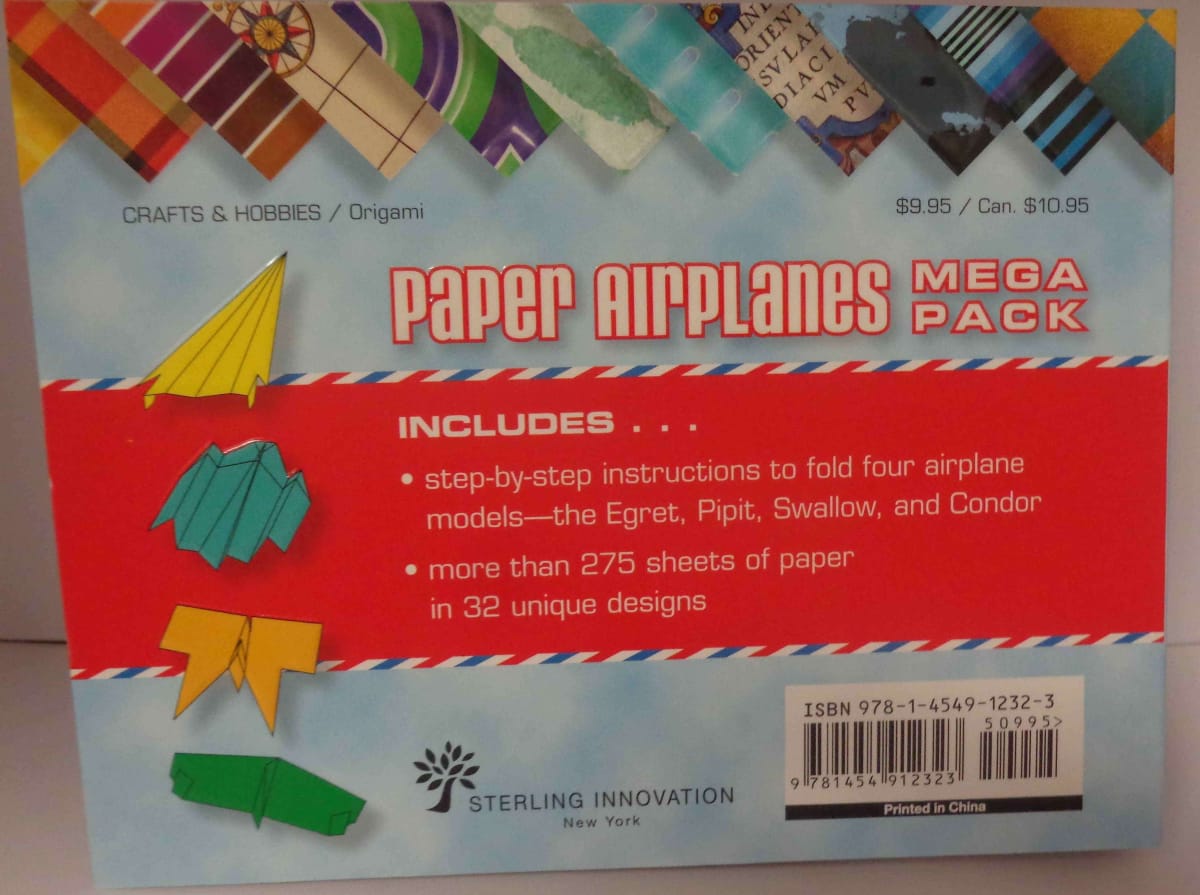 IND
ORIENT
SVLAN
DIACI
VM
PV
CRAFTS & HOBBIES / Origami
$9.95 / Can. $10.95
PAPER AIRPLANES MEGA
PACK
INCLUDES . . .
• step-by-step instructions to fold four airplane
models—the Egret, Pipit, Swallow, and Condor
• more than 275 sheets of paper
in 32 unique designs
ISBN 978-1-4549-1232-3
50995>
9 781454 912323
Printed in China
STERLING INNOVATION
New York